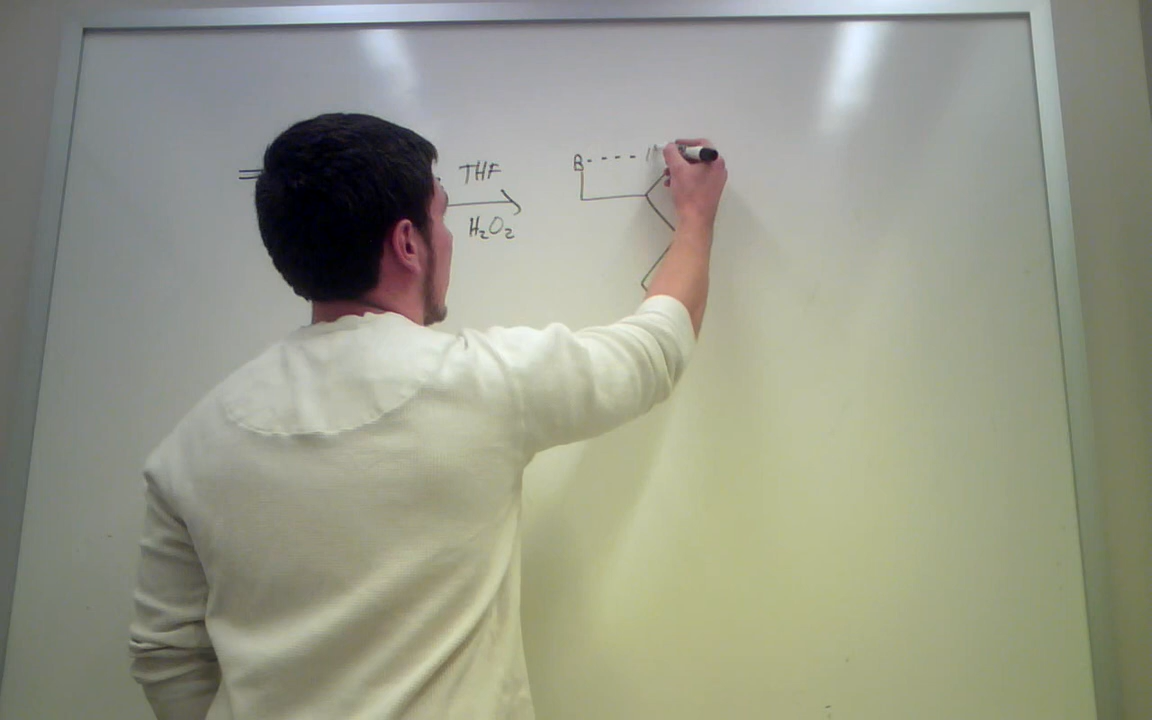 THF
H₂O₂
B----H